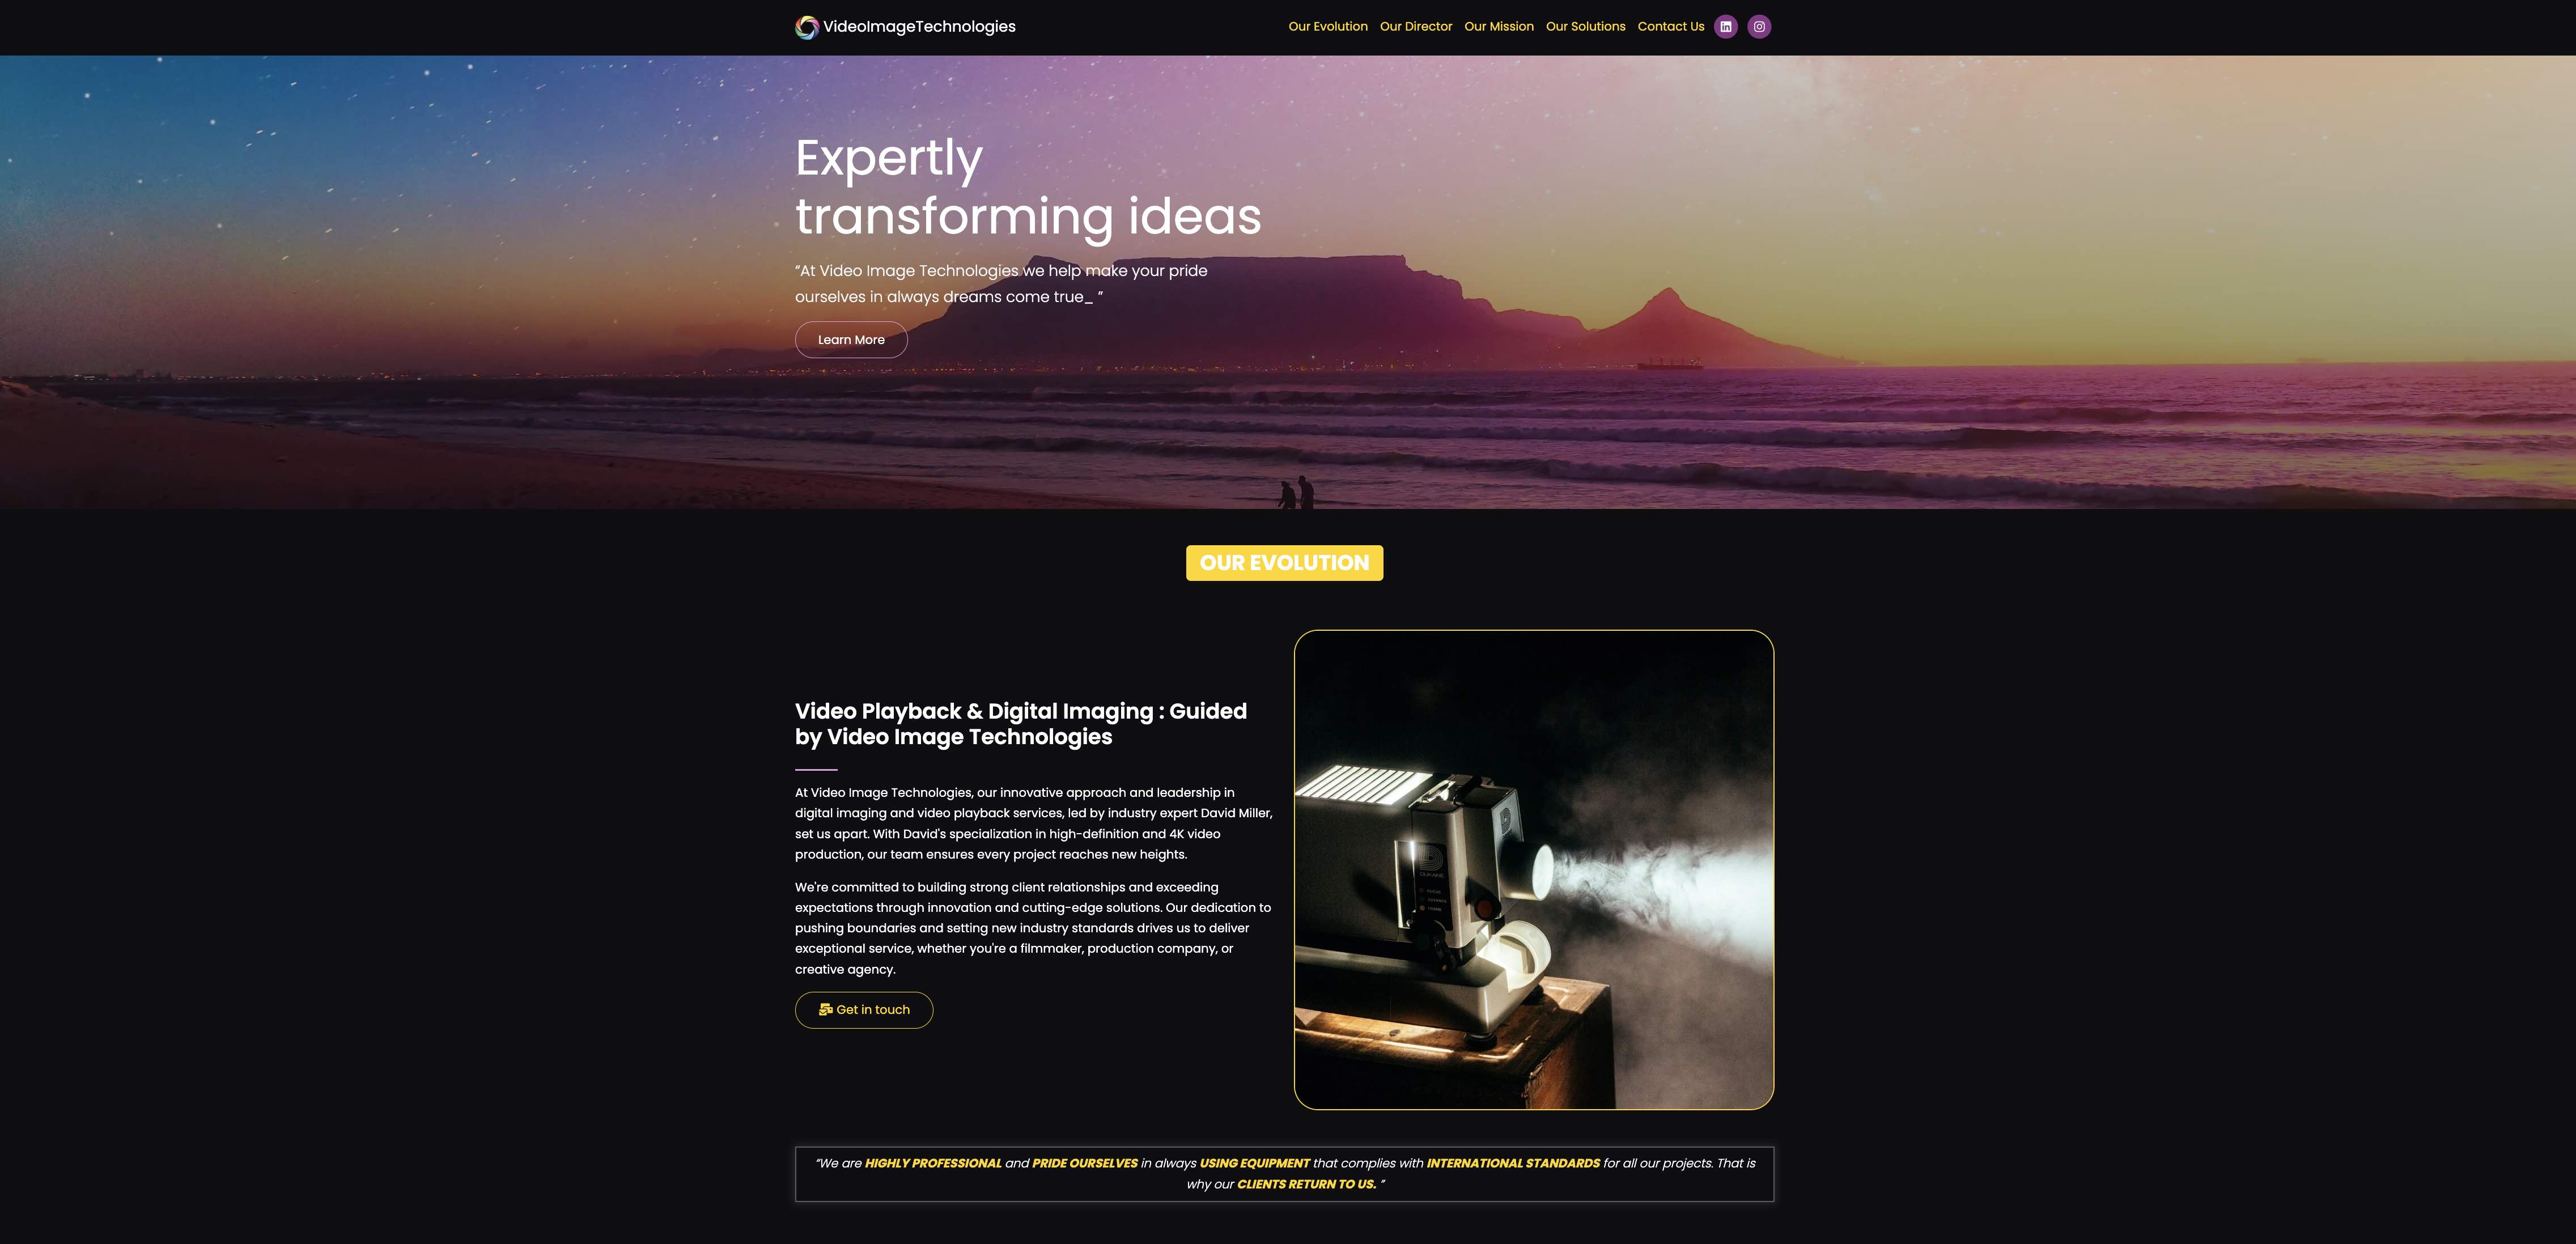 VideoImageTechnologies
Our Evolution Our Director Our Mission Our Solutions Contact Us
Expertly
transforming ideas
“At Video Image Technologies we help make your pride
ourselves in always dreams come true_ ”
Learn More
OUR EVOLUTION
Video Playback & Digital Imaging : Guided
by Video Image Technologies
At Video Image Technologies, our innovative approach and leadership in
digital imaging and video playback services, led by industry expert David Miller,
set us apart. With David's specialization in high-definition and 4K video
production, our team ensures every project reaches new heights.
We're committed to building strong client relationships and exceeding
expectations through innovation and cutting-edge solutions. Our dedication to
pushing boundaries and setting new industry standards drives us to deliver
exceptional service, whether you're a filmmaker, production company, or
creative agency.
Get in touch
“We are HIGHLY PROFESSIONAL and PRIDE OURSELVES in always USING EQUIPMENT that complies with INTERNATIONAL STANDARDS for all our projects. That is
why our CLIENTS RETURN TO US. ”